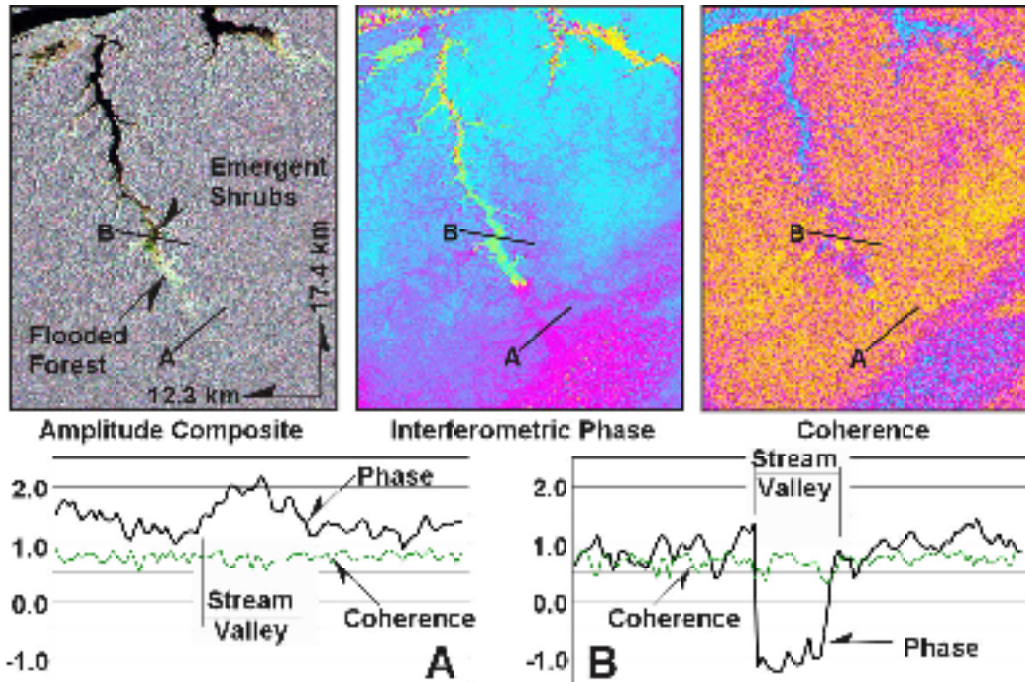 Emergent
Shrubs
B
Flooded
Forest
A
12.3 km
17.4 km
B
A
B
A
Amplitude Composite
Interferometric Phase
Coherence
2.0
1.0
0.0
-1.0
Phase
Stream
Valley
Coherence
A
2.0
1.0
0.0
-1.0
Stream
Valley
Coherence
Phase
B